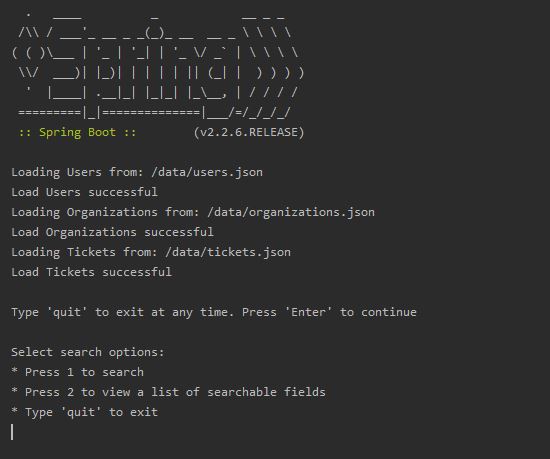 .   ____          _            __ _ _
 /\\ / ___'_ __ _ _(_)_ __  __ _ \ \ \ \
( ( )\___ | '_ | '_| | '_ \/ _` | \ \ \ \
 \\/  ___)| |_)| | | | | || (_| |  ) ) ) )
  '  |____| .__|_| |_|_| |_\__, | / / / /
 =========|_|==============|___/=/_/_/_/
 :: Spring Boot ::        (v2.2.6.RELEASE)
Loading Users from: /data/users.json
Load Users successful
Loading Organizations from: /data/organizations.json
Load Organizations successful
Loading Tickets from: /data/tickets.json
Load Tickets successful
Type 'quit' to exit at any time. Press 'Enter' to continue
Select search options:
* Press 1 to search
* Press 2 to view a list of searchable fields
* Type 'quit' to exit